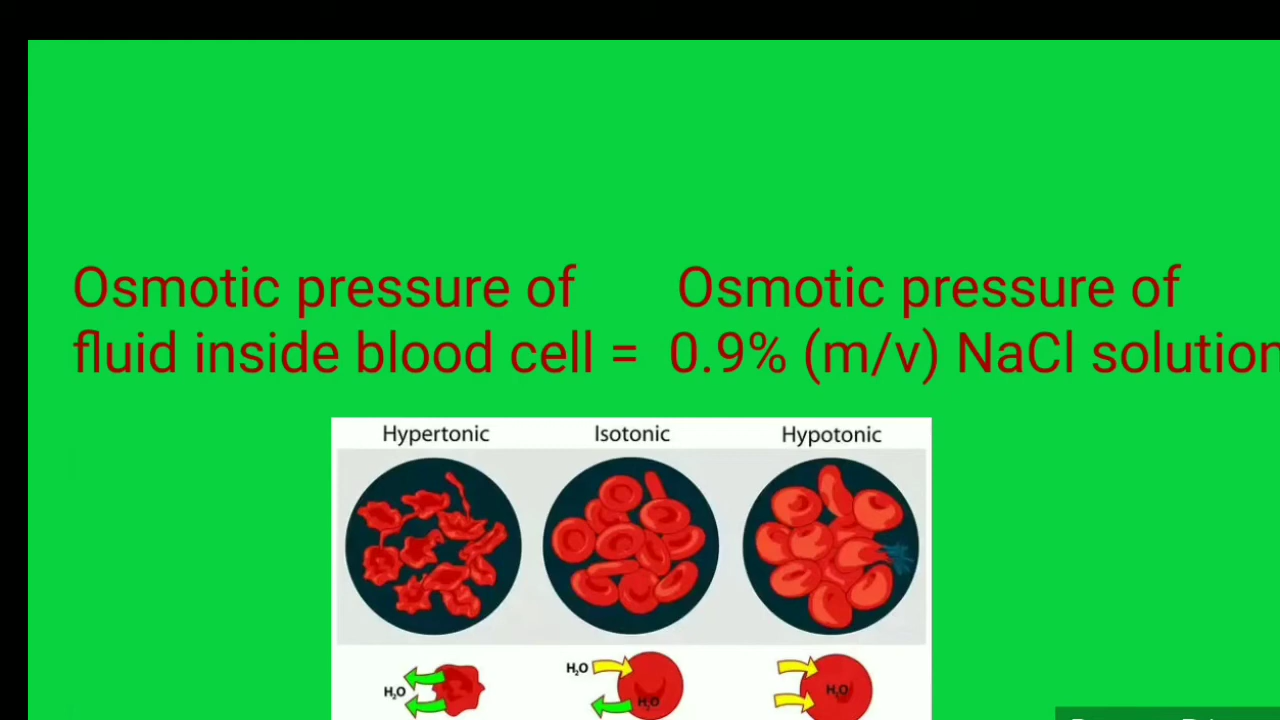 Osmotic pressure of Osmotic pressure of
fluid inside blood cell = 0.9% (m/v) NaCl solution
Hypertonic Isotonic Hypotonic
H₂O
H₂O H₂O H₂O